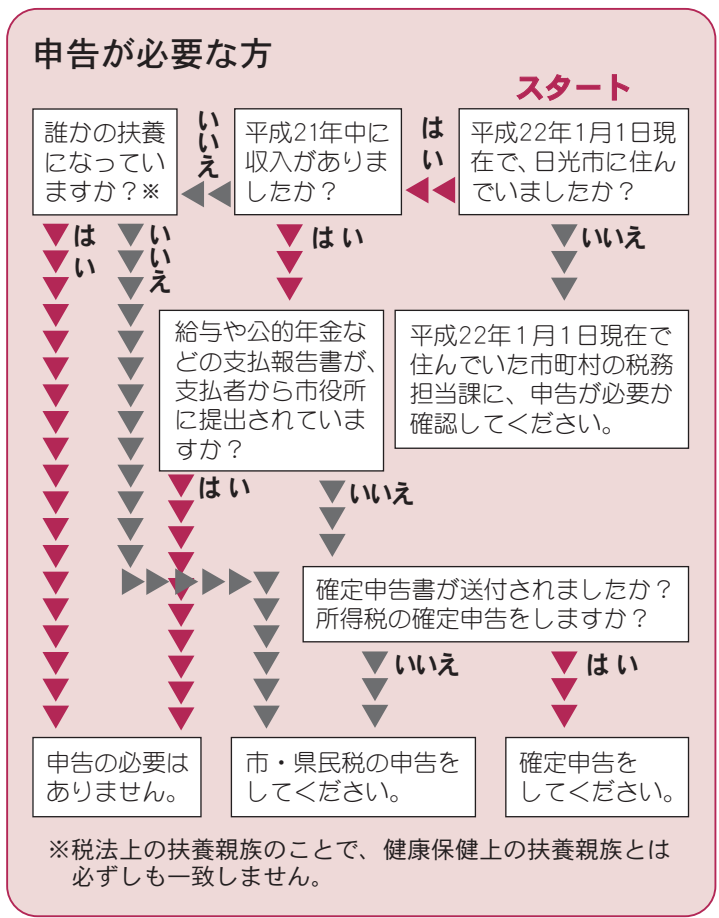 申告が必要な方
スタート
平成22年1月1日現
在で、日光市に住ん
でいましたか？
はい
いいえ
平成21年中に
収入がありま
したか？
いいえ
はい
誰かの扶養
になってい
ますか？※
はい
いいえ
給与や公的年金な
どの支払報告書が、
支払者から市役所
に提出されていま
すか？
はい
いいえ
平成22年1月1日現在で
住んでいた市町村の税務
担当課に、申告が必要か
確認してください。
確定申告書が送付されましたか？
所得税の確定申告をしますか？
いいえ
はい
申告の必要は
ありません。
市・県民税の申告を
してください。
確定申告を
してください。
※税法上の扶養親族のことで、健康保健上の扶養親族とは
必ずしも一致しません。